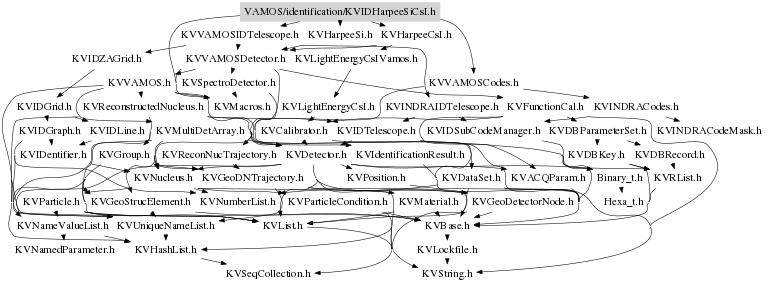 VAMOS/identification/KVIDHarpeeSiCsI.h
KVVAMOSIDTelescope.h KVHarpeeSi.h KVHarpeeCsI.h
KVIDZAGrid.h KVVAMOSDetector.h KVLightEnergyCsIVamos.h
KVVAMOS.h KVSpectroDetector.h KVVAMOSCodes.h
KVIDGrid.h KVReconstructedNucleus.h KVMacros.h KVLightEnergyCsI.h KVINDRAIDTelescope.h KVFunctionCal.h KVINDRACodes.h
KVIDGraph.h KVIDLine.h KVMultiDetArray.h KVCalibrator.h KVIDTelescope.h KVIDSubCodeManager.h KVDBParameterSet.h KVINDRACodeMask.h
KVIDentifier.h KVGroup.h KVReconNucTrajectory.h KVDetector.h KVIdentificationResult.h KVDBKey.h KVDBRecord.h
KVNucleus.h KVGeoDNTrajectory.h KVPosition.h KVDataSet.h KVACQParam.h Binary_t.h KVRList.h
KVParticle.h KVGeoStrucElement.h KVNumberList.h KVParticleCondition.h KVMaterial.h KVGeoDetectorNode.h Hexa_t.h
KVNameValueList.h KVUniqueNameList.h KVList.h KVBase.h
KVNamedParameter.h KVHashList.h KVLockfile.h
KVSeqCollection.h KVString.h